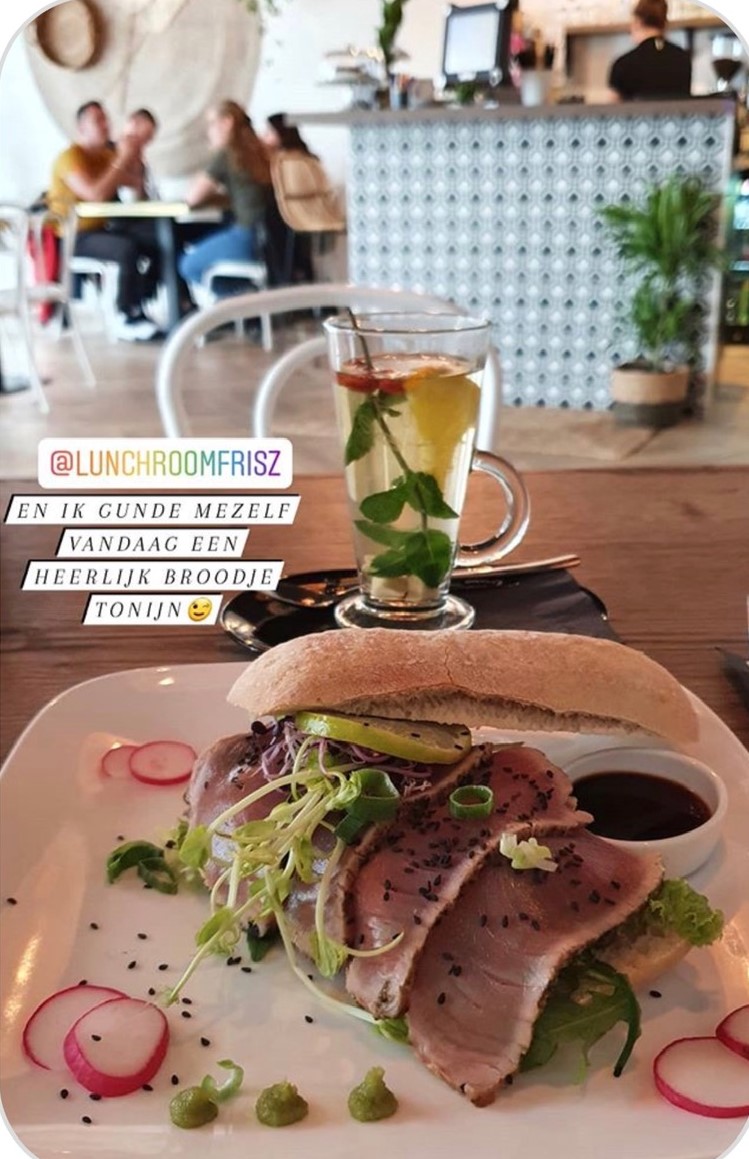 @LUNCHROOMFRISZ
EN IK GUNDE MEZELF
VANDAAG EEN
HEERLIJK BROODJE
TONIJN😉